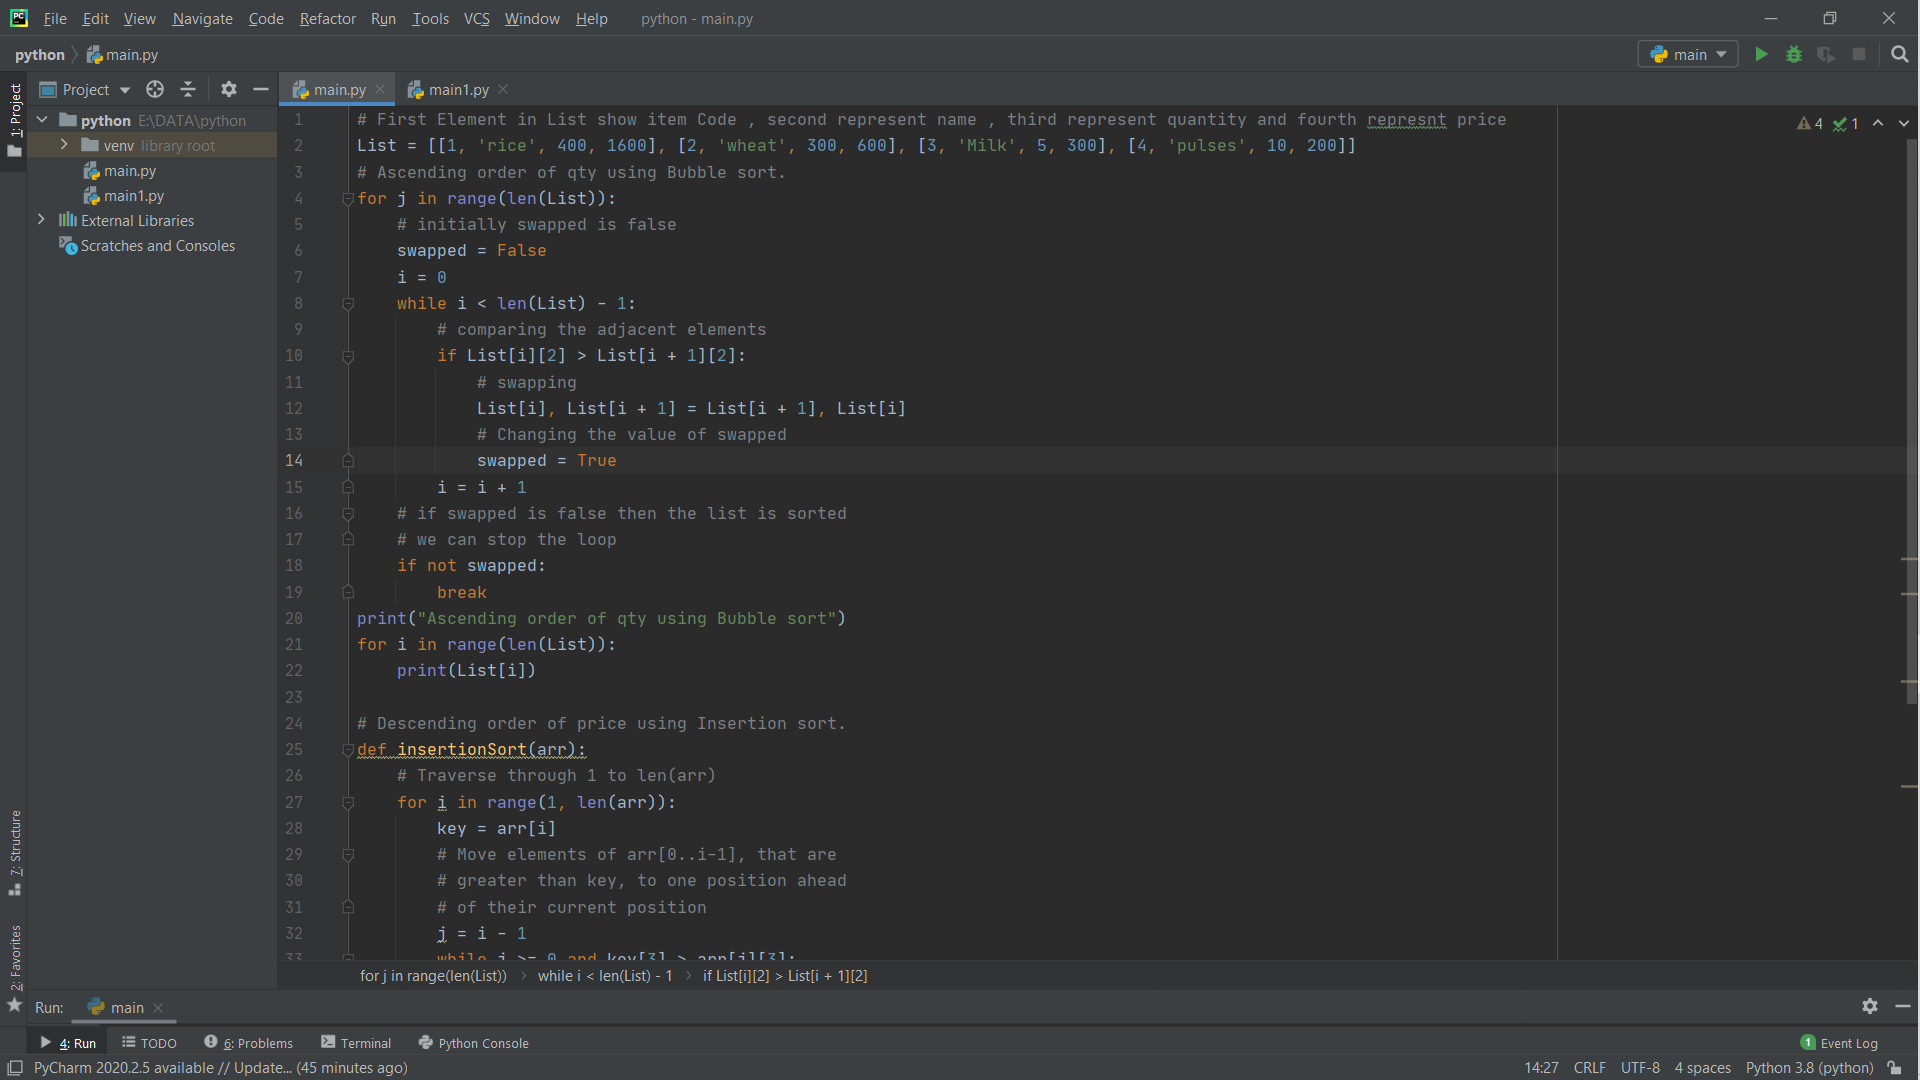 File Edit View Navigate Code Refactor Run Tools VCS Window Help python - main.py
python main.py main
1: Project
Project
main.py
main1.py
python E:\DATA\python
venv library root
main.py
main1.py
External Libraries
Scratches and Consoles
4 1
1 # First Element in List show item Code , second represent name , third represent quantity and fourth represnt price
2 List = [[1, 'rice', 400, 1600], [2, 'wheat', 300, 600], [3, 'Milk', 5, 300], [4, 'pulses', 10, 200]]
3 # Ascending order of qty using Bubble sort.
4 for j in range(len(List)):
5 # initially swapped is false
6 swapped = False
7 i = 0
8 while i < len(List) - 1:
9 # comparing the adjacent elements
10 if List[i][2] > List[i + 1][2]:
11 # swapping
12 List[i], List[i + 1] = List[i + 1], List[i]
13 # Changing the value of swapped
14 swapped = True
15 i = i + 1
16 # if swapped is false then the list is sorted
17 # we can stop the loop
18 if not swapped:
19 break
20 print("Ascending order of qty using Bubble sort")
21 for i in range(len(List)):
22 print(List[i])
23
24 # Descending order of price using Insertion sort.
25 def insertionSort(arr):
26 # Traverse through 1 to len(arr)
27 for i in range(1, len(arr)):
28 key = arr[i]
29 # Move elements of arr[0..i-1], that are
30 # greater than key, to one position ahead
31 # of their current position
32 j = i - 1
33 while j >= 0 and key[3] > arr[j][3]:
7: Structure
2: Favorites
for j in range(len(List)) while i < len(List) - 1 if List[i][2] > List[i + 1][2]
Run: main
4: Run TODO 6: Problems Terminal Python Console 1 Event Log
PyCharm 2020.2.5 available // Update... (45 minutes ago) 14:27 CRLF UTF-8 4 spaces Python 3.8 (python)